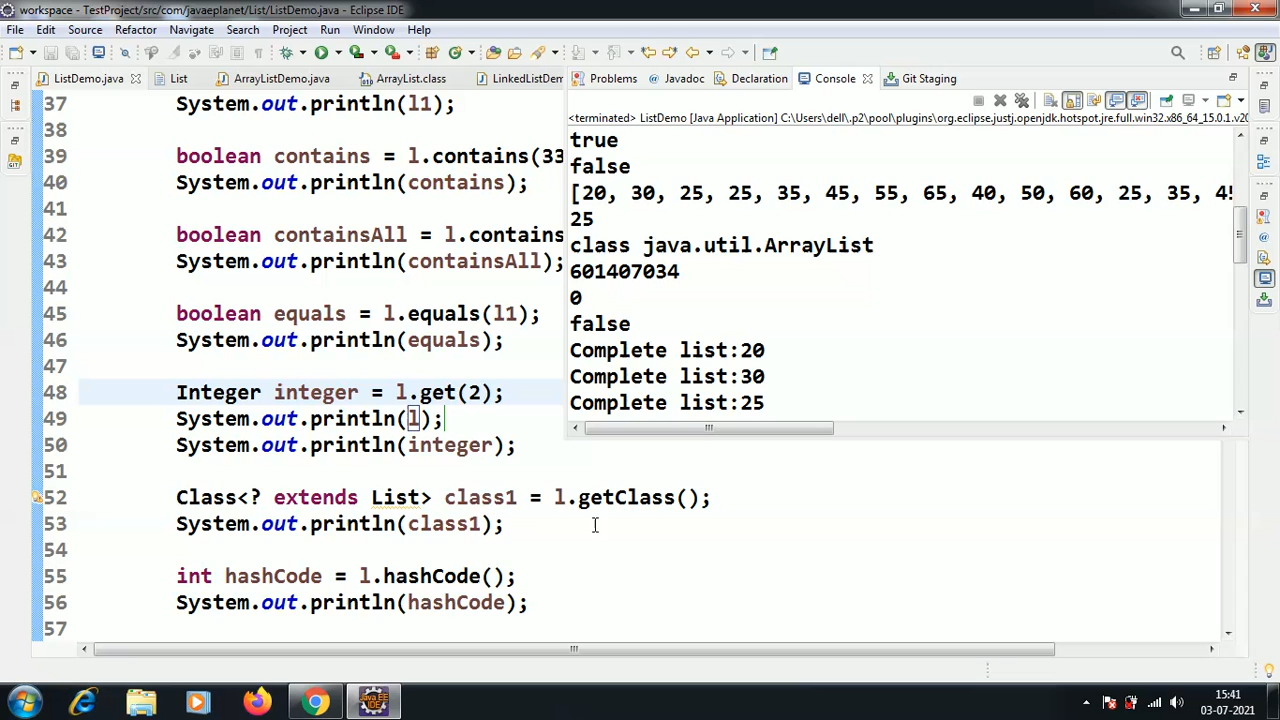 workspace - TestProject/src/com/javaeplanet/List/ListDemo.java - Eclipse IDE
File Edit Source Refactor Navigate Search Project Run Window Help
ListDemo.java List ArrayListDemo.java ArrayList.class LinkedListDem
Problems Javadoc Declaration Console Git Staging
<terminated> ListDemo [Java Application] C:\Users\dell\.p2\pool\plugins\org.eclipse.justj.openjdk.hotspot.jre.full.win32.x86_64_15.0.1.v20
37 System.out.println(l1);
38
39 boolean contains = l.contains(33
40 System.out.println(contains);
41
42 boolean containsAll = l.contains
43 System.out.println(containsAll);
44
45 boolean equals = l.equals(l1);
46 System.out.println(equals);
47
48 Integer integer = l.get(2);
49 System.out.println(l);
50 System.out.println(integer);
51
52 Class<? extends List> class1 = l.getClass();
53 System.out.println(class1);
54
55 int hashCode = l.hashCode();
56 System.out.println(hashCode);
57
true
false
[20, 30, 25, 25, 35, 45, 55, 65, 40, 50, 60, 25, 35, 45
25
class java.util.ArrayList
601407034
0
false
Complete list:20
Complete list:30
Complete list:25
15:41
03-07-2021